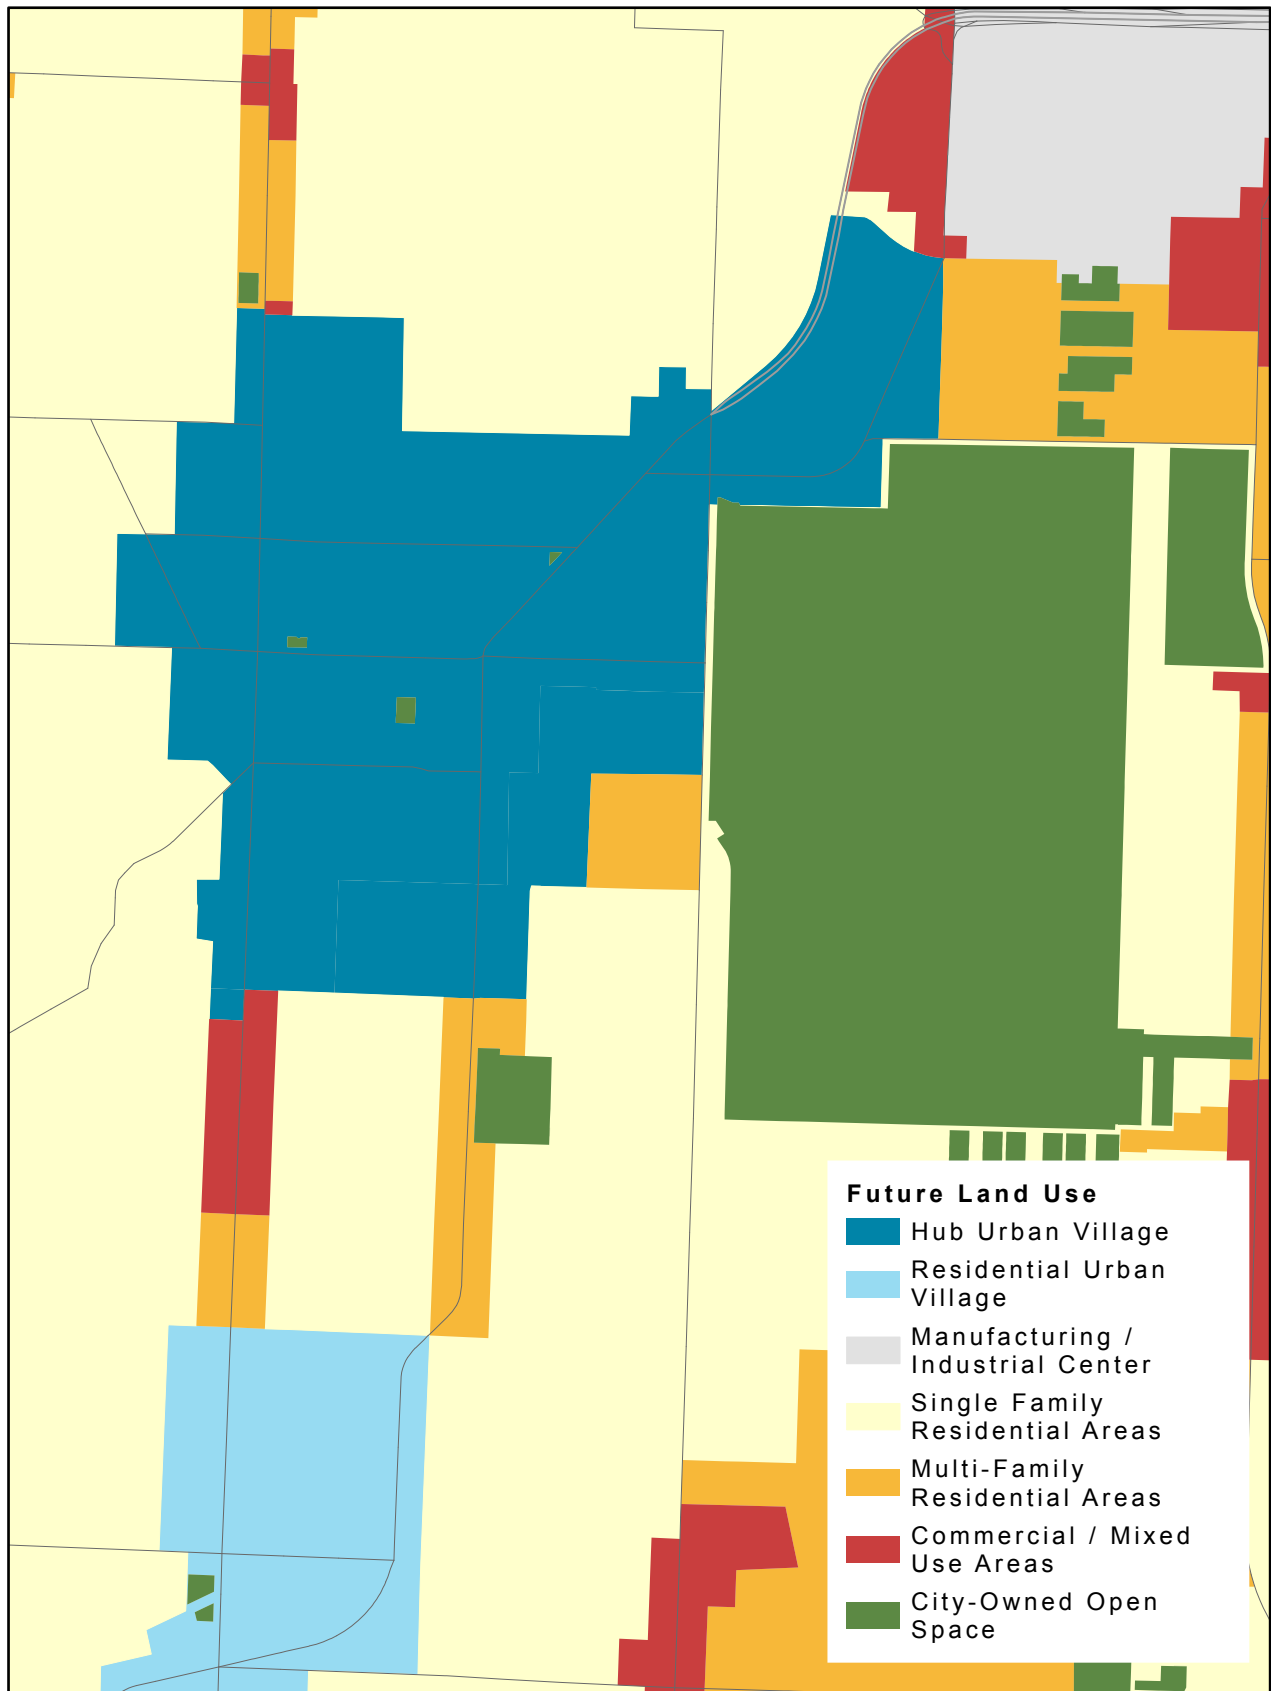 Future Land Use
Hub Urban Village
Residential Urban
Village
Manufacturing /
Industrial Center
Single Family
Residential Areas
Multi-Family
Residential Areas
Commercial / Mixed
Use Areas
City-Owned Open
Space